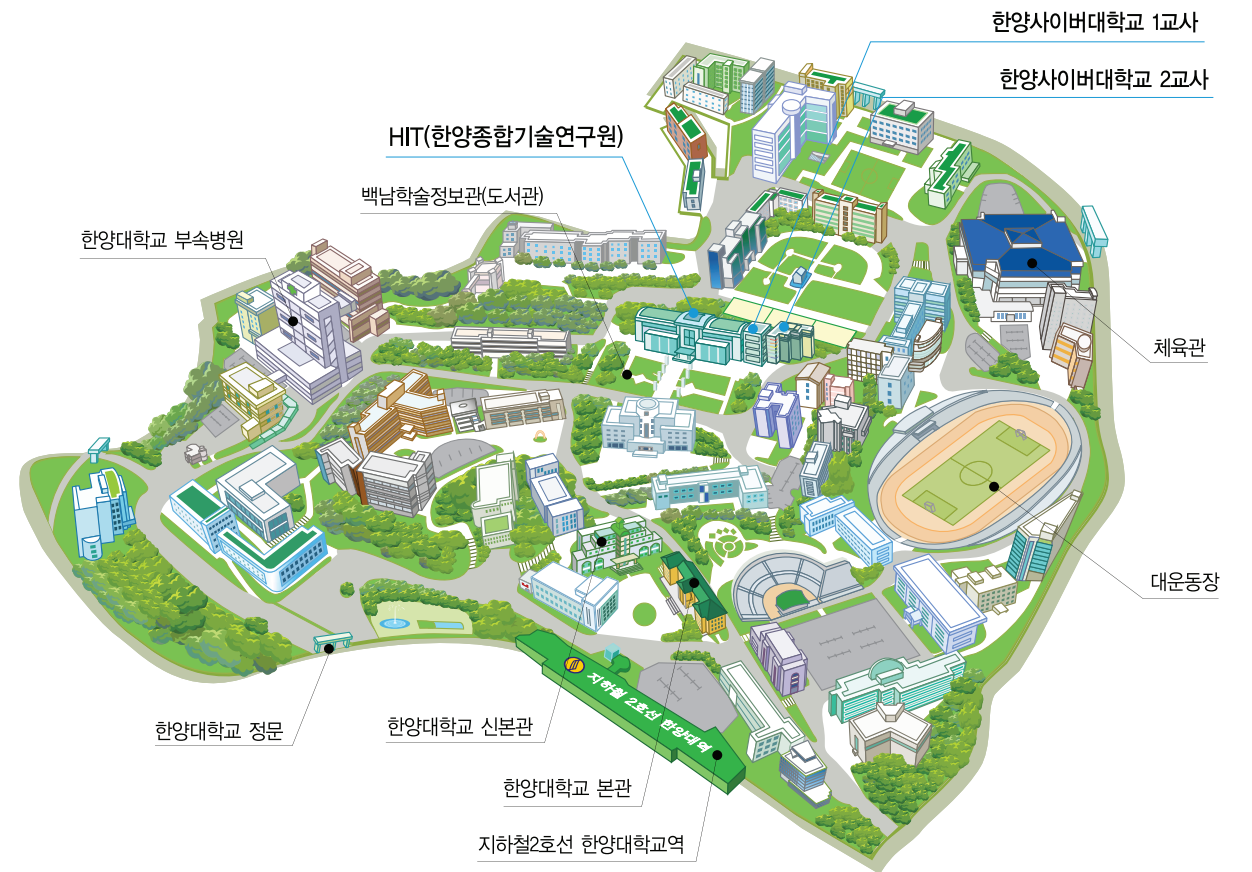 한양사이버대학교 1교사
한양사이버대학교 2교사
HIT(한양종합기술연구원)
백남학술정보관(도서관)
한양대학교 부속병원
체육관
대운동장
지하철 2호선 한양대역
한양대학교 정문
한양대학교 신본관
한양대학교 본관
지하철2호선 한양대학교역